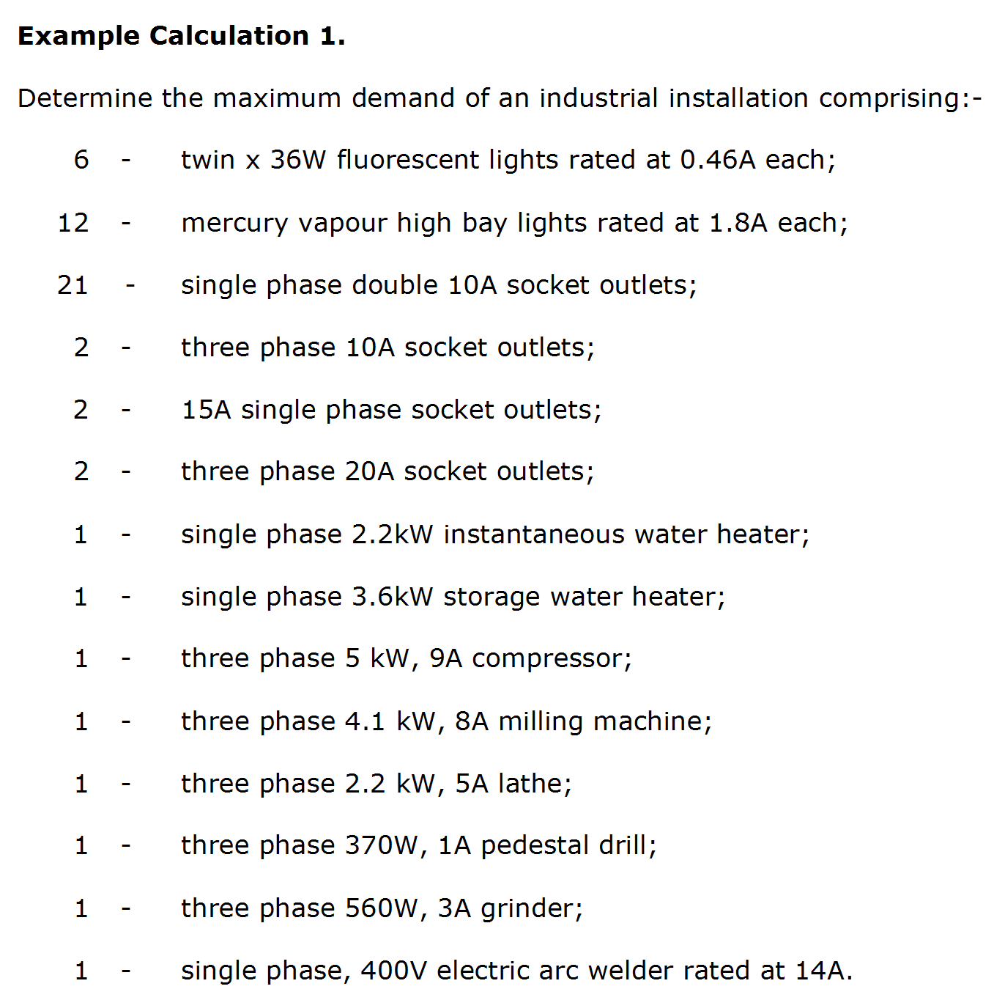 Example Calculation 1.
Determine the maximum demand of an industrial installation comprising:-
6 - twin x 36W fluorescent lights rated at 0.46A each;
12 - mercury vapour high bay lights rated at 1.8A each;
21 - single phase double 10A socket outlets;
2 - three phase 10A socket outlets;
2 - 15A single phase socket outlets;
2 - three phase 20A socket outlets;
1 - single phase 2.2kW instantaneous water heater;
1 - single phase 3.6kW storage water heater;
1 - three phase 5 kW, 9A compressor;
1 - three phase 4.1 kW, 8A milling machine;
1 - three phase 2.2 kW, 5A lathe;
1 - three phase 370W, 1A pedestal drill;
1 - three phase 560W, 3A grinder;
1 - single phase, 400V electric arc welder rated at 14A.